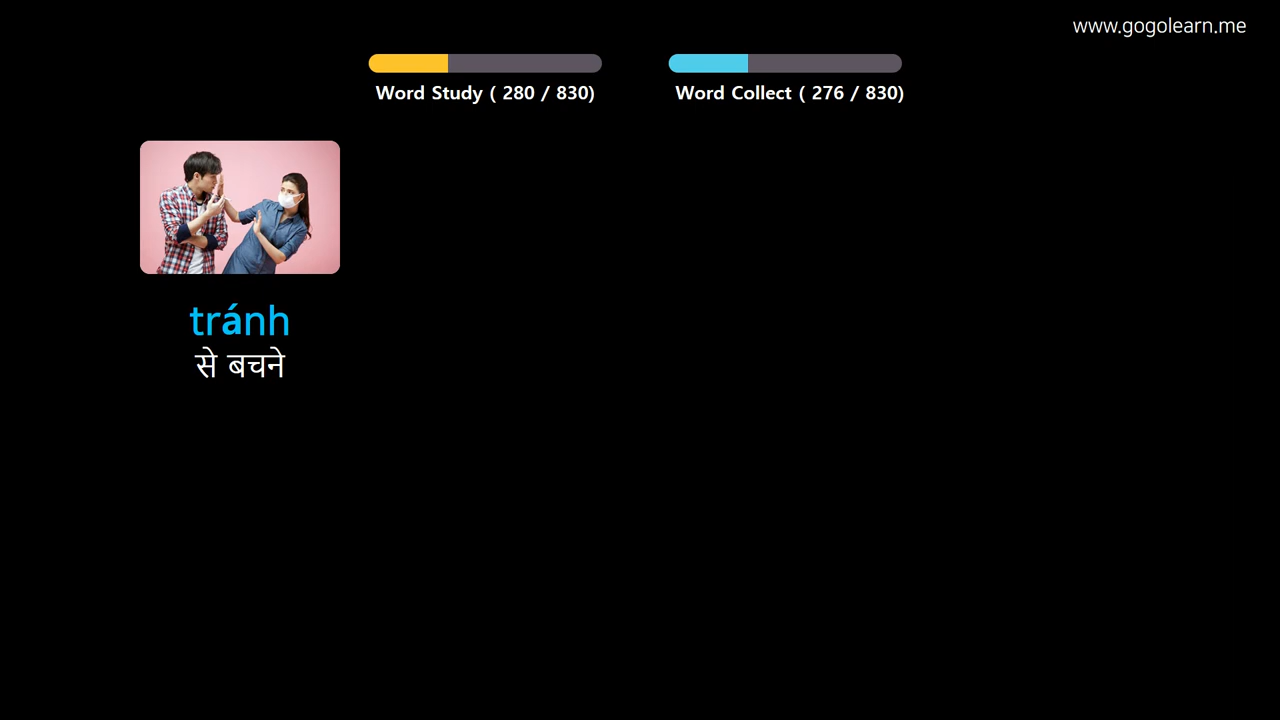 www.gogolearn.me
Word Study ( 280 / 830)
Word Collect ( 276 / 830)
tránh
से बचने